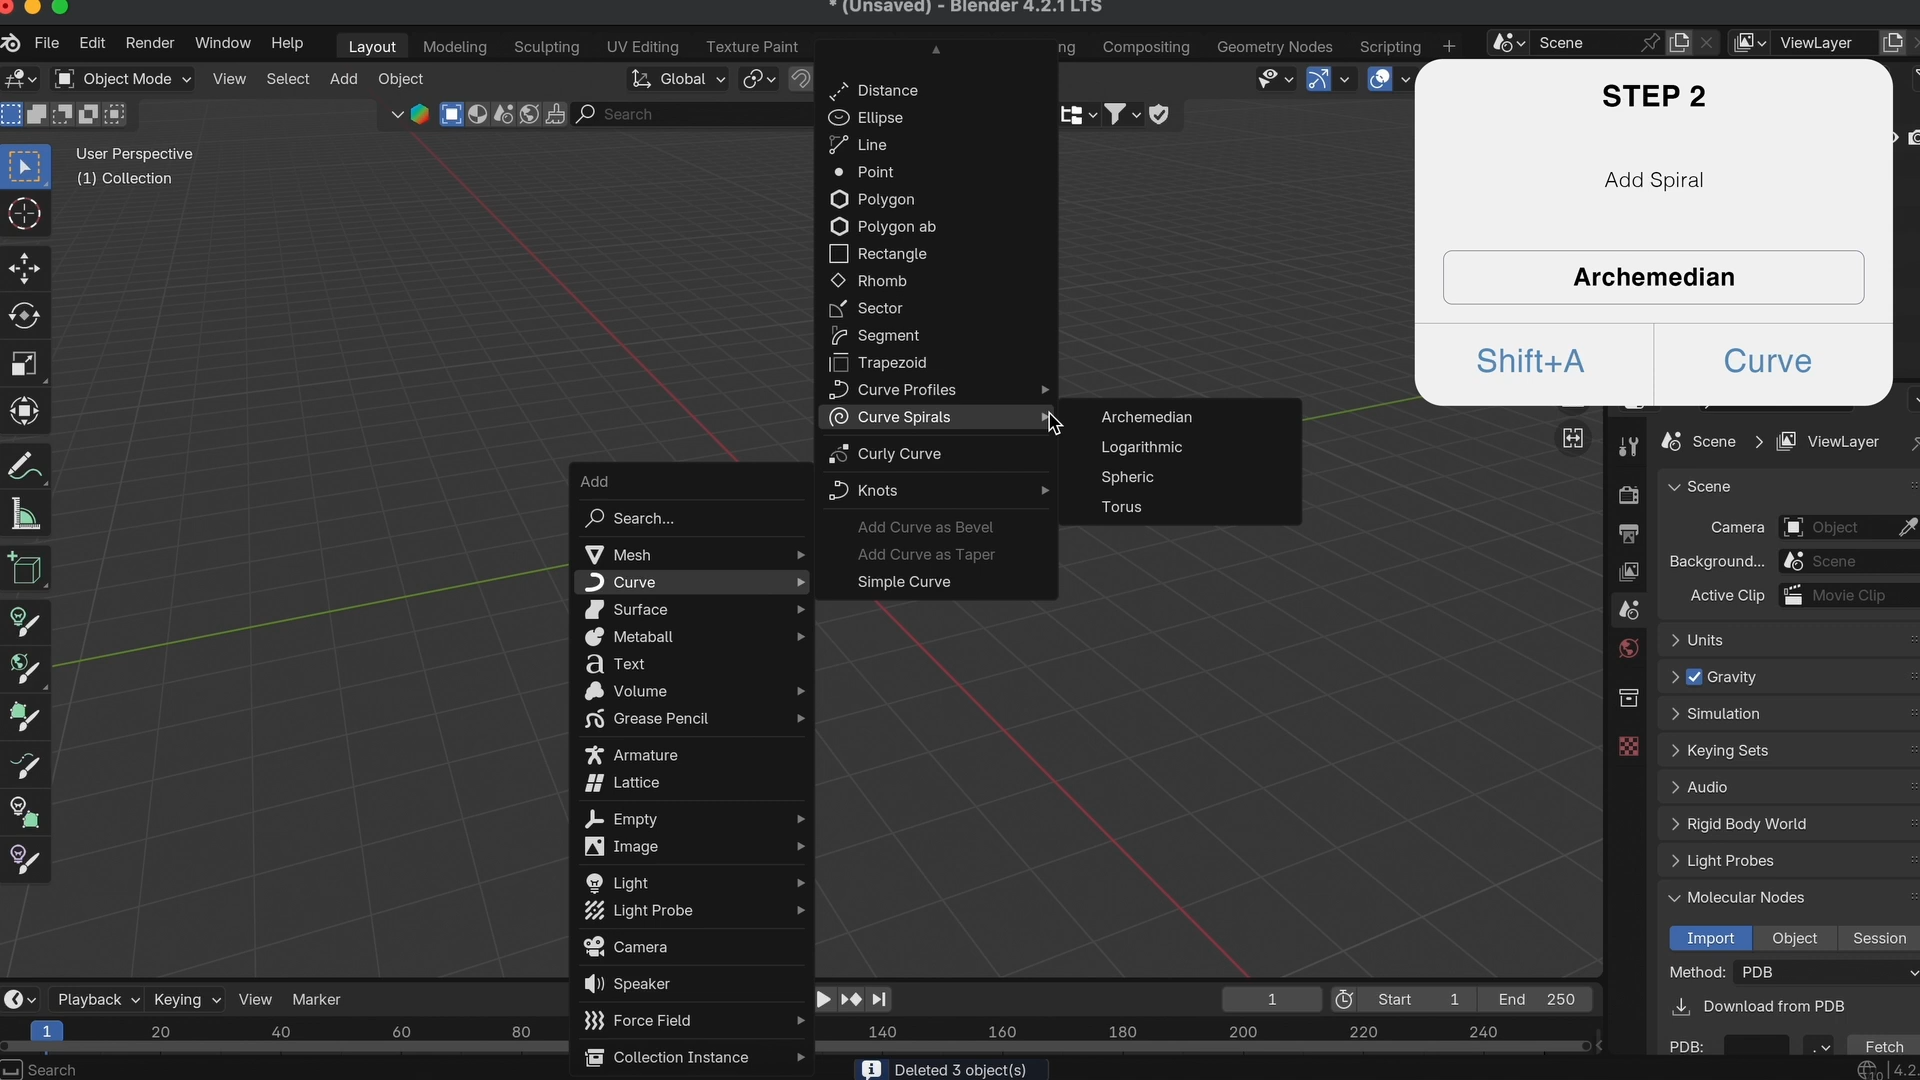 * (Unsaved) - Blender 4.2.1 LTS
File Edit Render Window Help
Layout Modeling Sculpting UV Editing Texture Paint ng Compositing Geometry Nodes Scripting +
Scene ViewLayer
Object Mode View Select Add Object
Global
Search
User Perspective
(1) Collection
Distance
Ellipse
Line
Point
Polygon
Polygon ab
Rectangle
Rhomb
Sector
Segment
Trapezoid
Curve Profiles
Curve Spirals
Curly Curve
Knots
Add Curve as Bevel
Add Curve as Taper
Simple Curve
Archemedian
Logarithmic
Spheric
Torus
Add
Search...
Mesh
Curve
Surface
Metaball
Text
Volume
Grease Pencil
Armature
Lattice
Empty
Image
Light
Light Probe
Camera
Speaker
Force Field
Collection Instance
STEP 2
Add Spiral
Archemedian
Shift+A Curve
Scene ViewLayer
Scene
Camera Object
Background... Scene
Active Clip Movie Clip
Units
Gravity
Simulation
Keying Sets
Audio
Rigid Body World
Light Probes
Molecular Nodes
Import Object Session
Method: PDB
Download from PDB
PDB: . Fetch
Playback Keying View Marker
1 Start 1 End 250
1 20 40 60 80 140 160 180 200 220 240
Search
Deleted 3 object(s)
10 4.2.